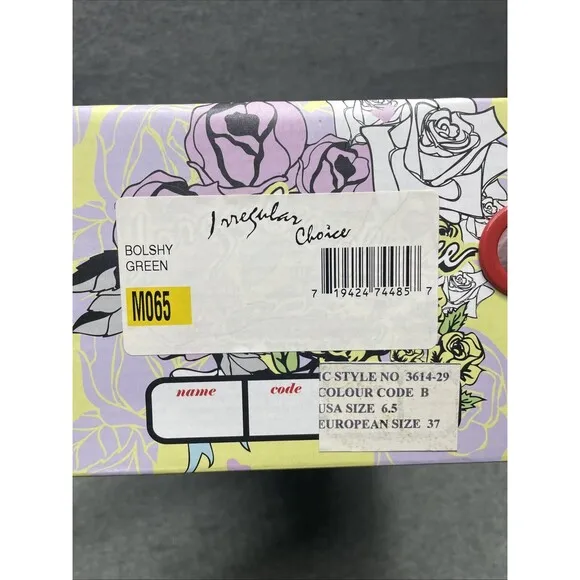 Irregular
Choice
BOLSHY
GREEN
M065
7 19424 74485 7
name
code
IC STYLE NO 3614-29
COLOUR CODE B
USA SIZE 6.5
EUROPEAN SIZE 37